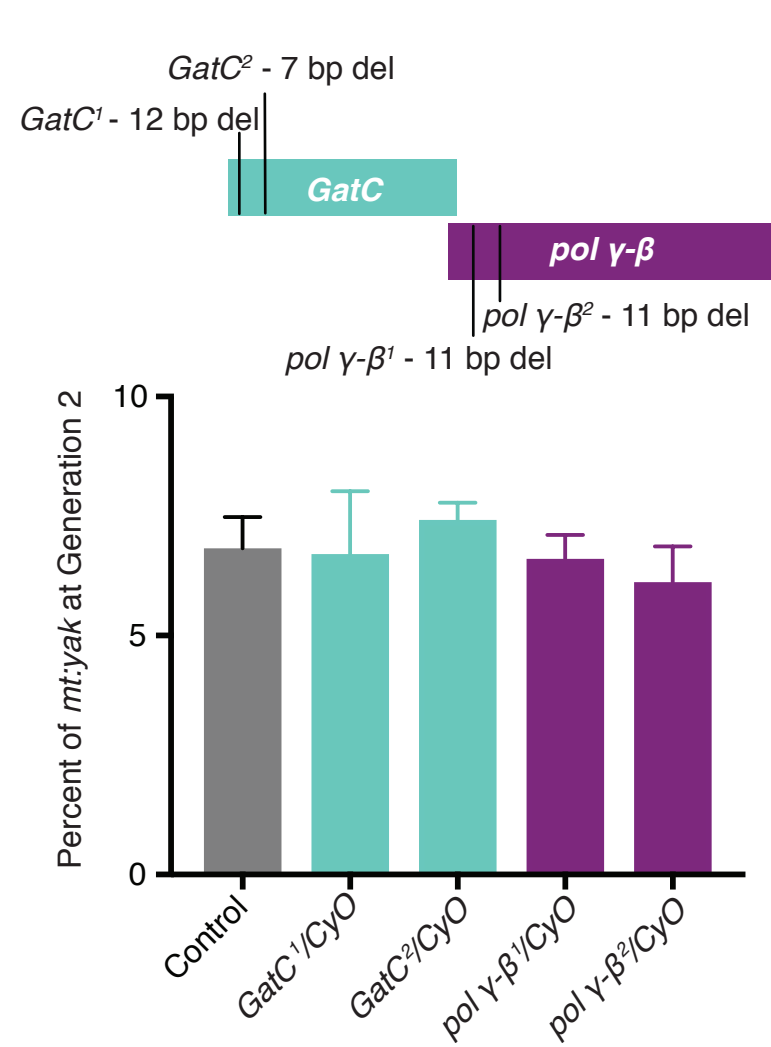 GatC² - 7 bp del
GatC¹ - 12 bp del
GatC
pol γ-β
pol γ-β² - 11 bp del
pol γ-β¹ - 11 bp del
Percent of mt:yak at Generation 2
10
5
0
Control
GatC¹/CyO
GatC²/CyO
pol γ-β¹/CyO
pol γ-β²/CyO